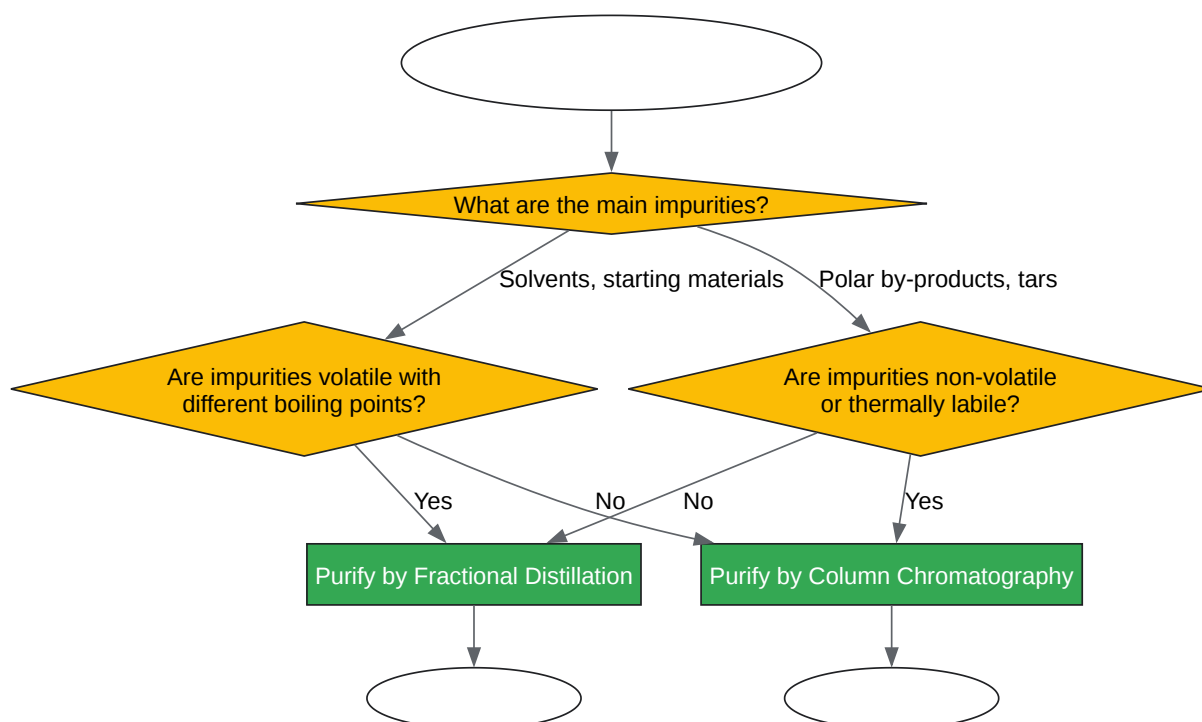 What are the main impurities?
Solvents, starting materials
Polar by-products, tars
Are impurities volatile with
different boiling points?
Are impurities non-volatile
or thermally labile?
Yes
No
No
Yes
Purify by Fractional Distillation
Purify by Column Chromatography